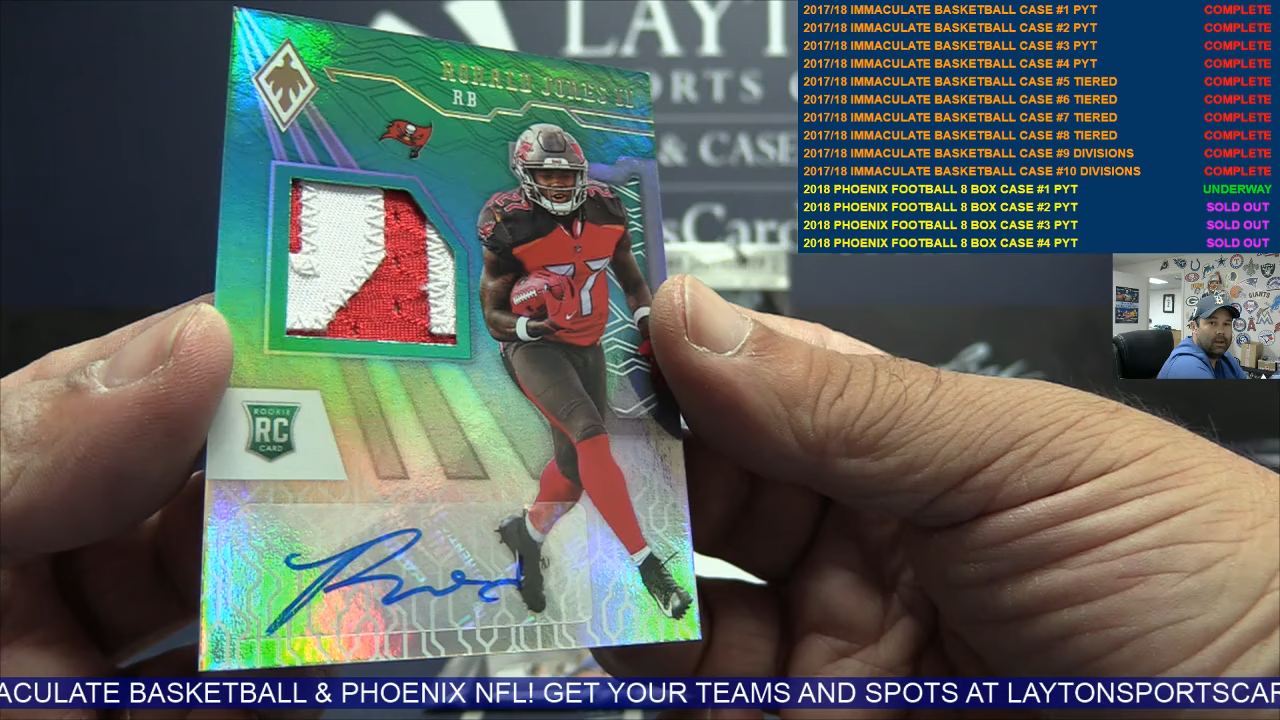 LAYT
ORTS C
& CASE
ssCar
RONALD JONES II
RB
ROOKIE
RC
CARD
2017/18 IMMACULATE BASKETBALL CASE #1 PYT COMPLETE
2017/18 IMMACULATE BASKETBALL CASE #2 PYT COMPLETE
2017/18 IMMACULATE BASKETBALL CASE #3 PYT COMPLETE
2017/18 IMMACULATE BASKETBALL CASE #4 PYT COMPLETE
2017/18 IMMACULATE BASKETBALL CASE #5 TIERED COMPLETE
2017/18 IMMACULATE BASKETBALL CASE #6 TIERED COMPLETE
2017/18 IMMACULATE BASKETBALL CASE #7 TIERED COMPLETE
2017/18 IMMACULATE BASKETBALL CASE #8 TIERED COMPLETE
2017/18 IMMACULATE BASKETBALL CASE #9 DIVISIONS COMPLETE
2017/18 IMMACULATE BASKETBALL CASE #10 DIVISIONS COMPLETE
2018 PHOENIX FOOTBALL 8 BOX CASE #1 PYT UNDERWAY
2018 PHOENIX FOOTBALL 8 BOX CASE #2 PYT SOLD OUT
2018 PHOENIX FOOTBALL 8 BOX CASE #3 PYT SOLD OUT
2018 PHOENIX FOOTBALL 8 BOX CASE #4 PYT SOLD OUT
GIANTS
ACULATE BASKETBALL & PHOENIX NFL! GET YOUR TEAMS AND SPOTS AT LAYTONSPORTSCAR